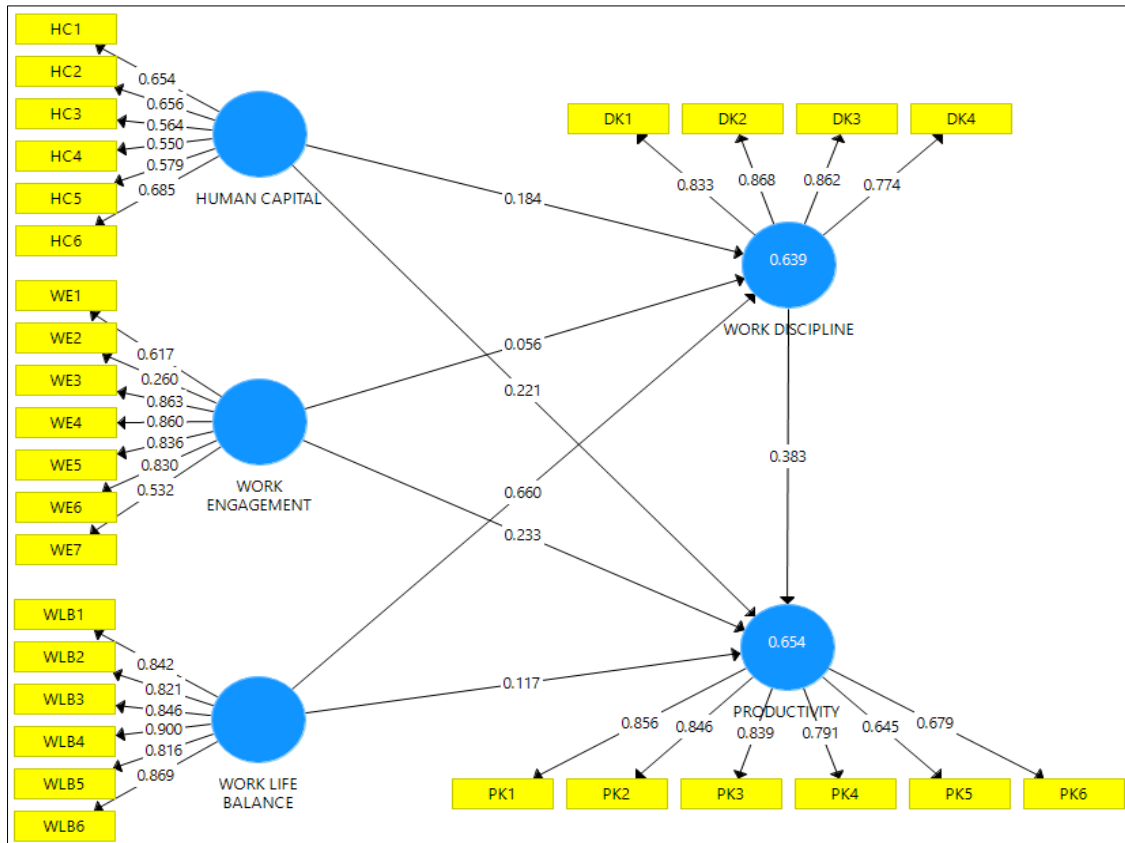 HC1
HC2
HC3
HC4
HC5
HC6
0.654
0.656
0.564
0.550
0.579
0.685
HUMAN CAPITAL
WE1
WE2
WE3
WE4
WE5
WE6
WE7
0.617
0.260
0.863
0.860
0.836
0.830
0.532
WORK
ENGAGEMENT
WLB1
WLB2
WLB3
WLB4
WLB5
WLB6
0.842
0.821
0.846
0.900
0.816
0.869
WORK LIFE
BALANCE
0.184
0.056
0.221
0.660
0.233
0.117
DK1 DK2 DK3 DK4
0.833 0.868 0.862 0.774
0.639
WORK DISCIPLINE
0.383
0.654
PRODUCTIVITY
0.856 0.846 0.839 0.791 0.645 0.679
PK1 PK2 PK3 PK4 PK5 PK6